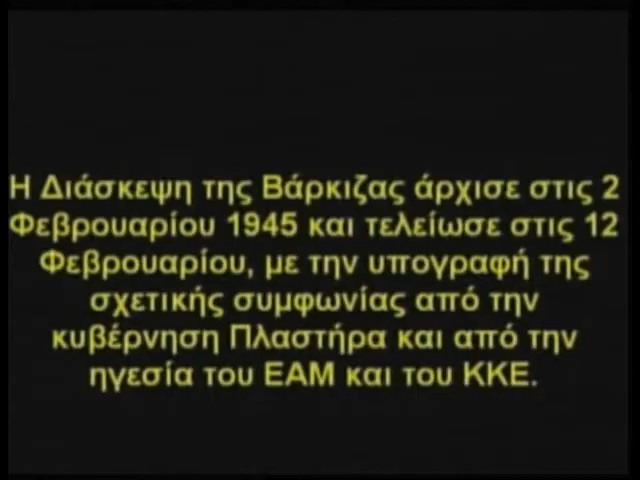 Η Διάσκεψη της Βάρκιζας άρχισε στις 2
Φεβρουαρίου 1945 και τελείωσε στις 12
Φεβρουαρίου, με την υπογραφή της
σχετικής συμφωνίας από την
κυβέρνηση Πλαστήρα και από την
ηγεσία του ΕΑΜ και του ΚΚΕ.